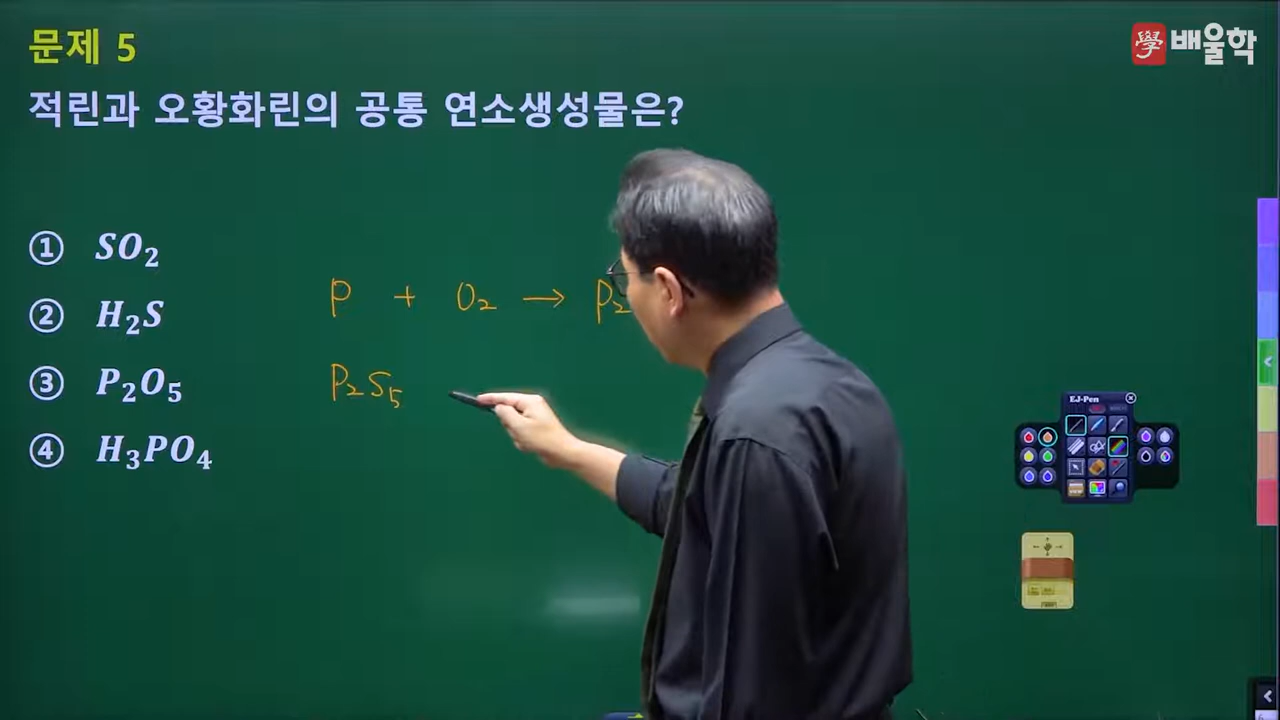 문제 5
學 배울학
적린과 오황화린의 공통 연소생성물은?
① SO₂
② H₂S
③ P₂O₅
④ H₃PO₄
P + O₂ → P₂
P₂S₅
EJ-Pen